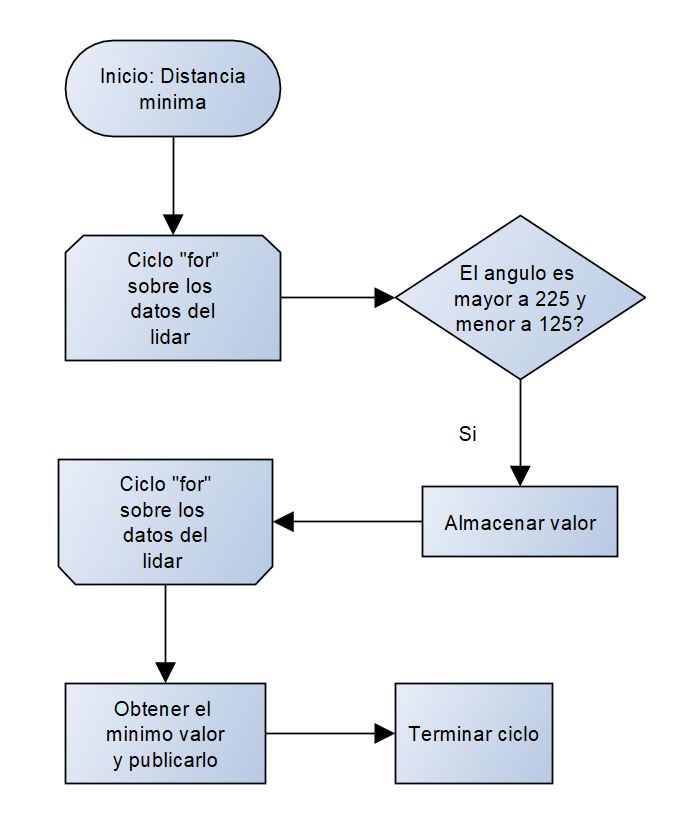 Inicio: Distancia
minima
Ciclo "for"
sobre los
datos del
lidar
El angulo es
mayor a 225 y
menor a 125?
Si
Almacenar valor
Ciclo "for"
sobre los
datos del
lidar
Obtener el
minimo valor
y publicarlo
Terminar ciclo